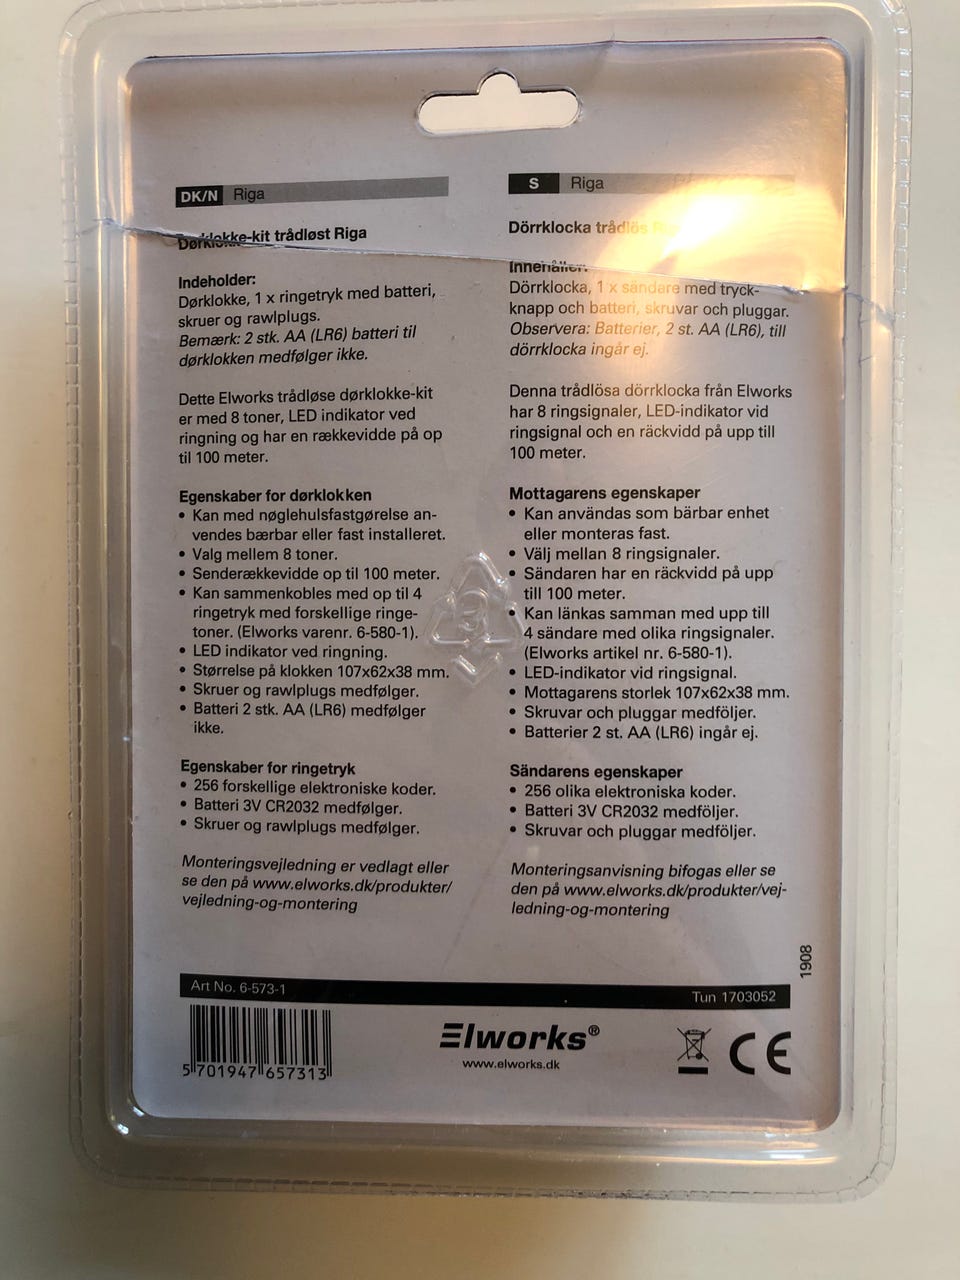 DK/N Riga
Dørklokke-kit trådløst Riga
Indeholder:
Dørklokke, 1 x ringetryk med batteri,
skruer og rawlplugs.
Bemærk: 2 stk. AA (LR6) batteri til
dørklokken medfølger ikke.
Dette Elworks trådløse dørklokke-kit
er med 8 toner, LED indikator ved
ringning og har en rækkevidde på op
til 100 meter.
Egenskaber for dørklokken
• Kan med nøglehulsfastgørelse an-
vendes bærbar eller fast installeret.
• Valg mellem 8 toner.
• Senderækkevidde op til 100 meter.
• Kan sammenkobles med op til 4
ringetryk med forskellige ringe-
toner. (Elworks varenr. 6-580-1).
• LED indikator ved ringning.
• Størrelse på klokken 107x62x38 mm.
• Skruer og rawlplugs medfølger.
• Batteri 2 stk. AA (LR6) medfølger
ikke.
Egenskaber for ringetryk
• 256 forskellige elektroniske koder.
• Batteri 3V CR2032 medfølger.
• Skruer og rawlplugs medfølger.
Monteringsvejledning er vedlagt eller
se den på www.elworks.dk/produkter/
vejledning-og-montering
S Riga
Dörrklocka trådlös Riga
Innehåller:
Dörrklocka, 1 x sändare med tryck-
knapp och batteri, skruvar och pluggar.
Observera: Batterier, 2 st. AA (LR6), till
dörrklocka ingår ej.
Denna trådlösa dörrklocka från Elworks
har 8 ringsignaler, LED-indikator vid
ringsignal och en räckvidd på upp till
100 meter.
Mottagarens egenskaper
• Kan användas som bärbar enhet
eller monteras fast.
• Välj mellan 8 ringsignaler.
• Sändaren har en räckvidd på upp
till 100 meter.
• Kan länkas samman med upp till
4 sändare med olika ringsignaler.
(Elworks artikel nr. 6-580-1).
• LED-indikator vid ringsignal.
• Mottagarens storlek 107x62x38 mm.
• Skruvar och pluggar medföljer.
• Batterier 2 st. AA (LR6) ingår ej.
Sändarens egenskaper
• 256 olika elektroniska koder.
• Batteri 3V CR2032 medföljer.
• Skruvar och pluggar medföljer.
Monteringsanvisning bifogas eller se
den på www.elworks.dk/produkter/vej-
ledning-og-montering
1908
Art No. 6-573-1
Tun 1703052
5 701947 657313
Elworks®
www.elworks.dk
CE